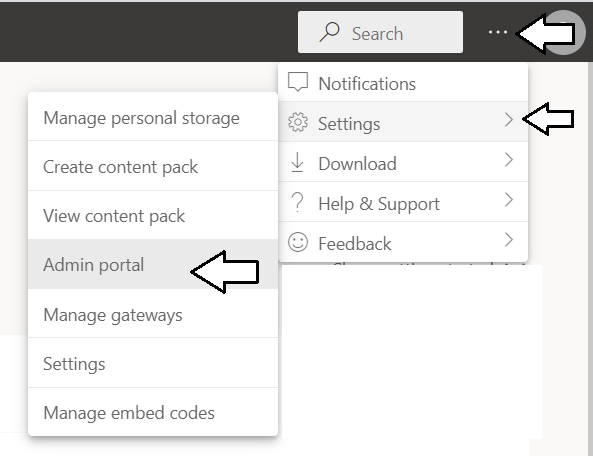 Search
Notifications
Settings
Download
Help & Support
Feedback
Manage personal storage
Create content pack
View content pack
Admin portal
Manage gateways
Settings
Manage embed codes